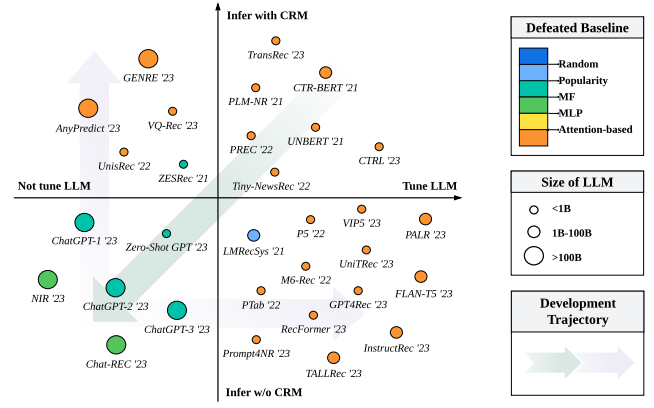 Infer with CRM
TransRec '23
GENRE '23
CTR-BERT '21
PLM-NR '21
AnyPredict '23
VQ-Rec '23
UNBERT '21
PREC '22
UnisRec '22
CTRL '23
ZESRec '21
Tiny-NewsRec '22
Not tune LLM
Tune LLM
ChatGPT-1 '23
Zero-Shot GPT '23
LMRecSys '21
P5 '22
VIP5 '23
PALR '23
UniTRec '23
M6-Rec '22
NIR '23
ChatGPT-2 '23
PTab '22
GPT4Rec '23
FLAN-T5 '23
ChatGPT-3 '23
RecFormer '23
Chat-REC '23
Prompt4NR '23
InstructRec '23
TALLRec '23
Infer w/o CRM
Defeated Baseline
Random
Popularity
MF
MLP
Attention-based
Size of LLM
<1B
1B-100B
>100B
Development
Trajectory